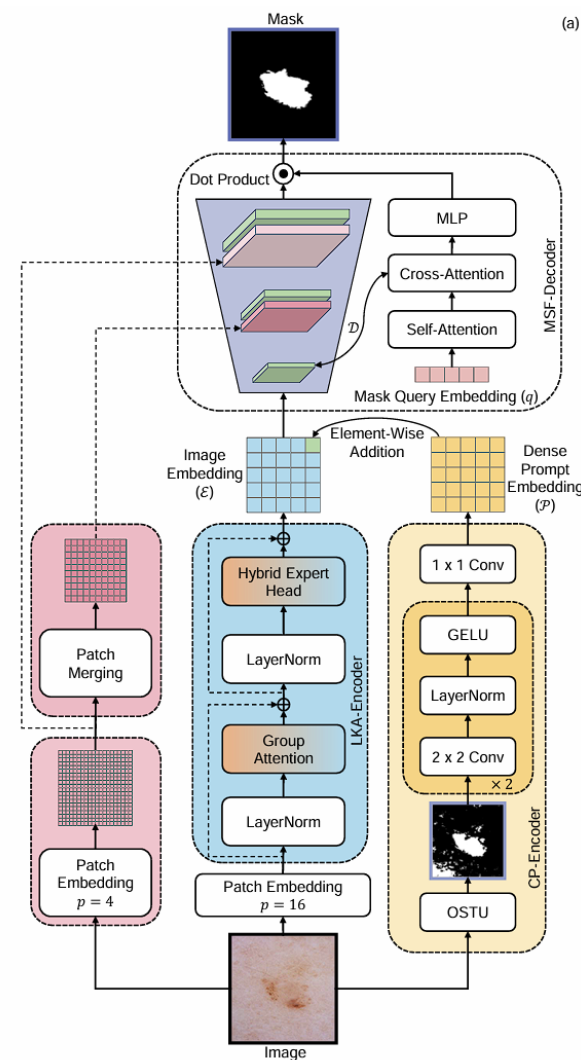 Mask
(a)
Dot Product
MLP
Cross-Attention
𝒟
Self-Attention
Mask Query Embedding (q)
MSF-Decoder
Image
Embedding
(ℰ)
Element-Wise
Addition
Dense
Prompt
Embedding
(𝒫)
Hybrid Expert
Head
LayerNorm
Group
Attention
LayerNorm
LKA-Encoder
1 x 1 Conv
GELU
LayerNorm
2 x 2 Conv
× 2
OSTU
CP-Encoder
Patch
Merging
Patch
Embedding
p = 4
Patch Embedding
p = 16
Image